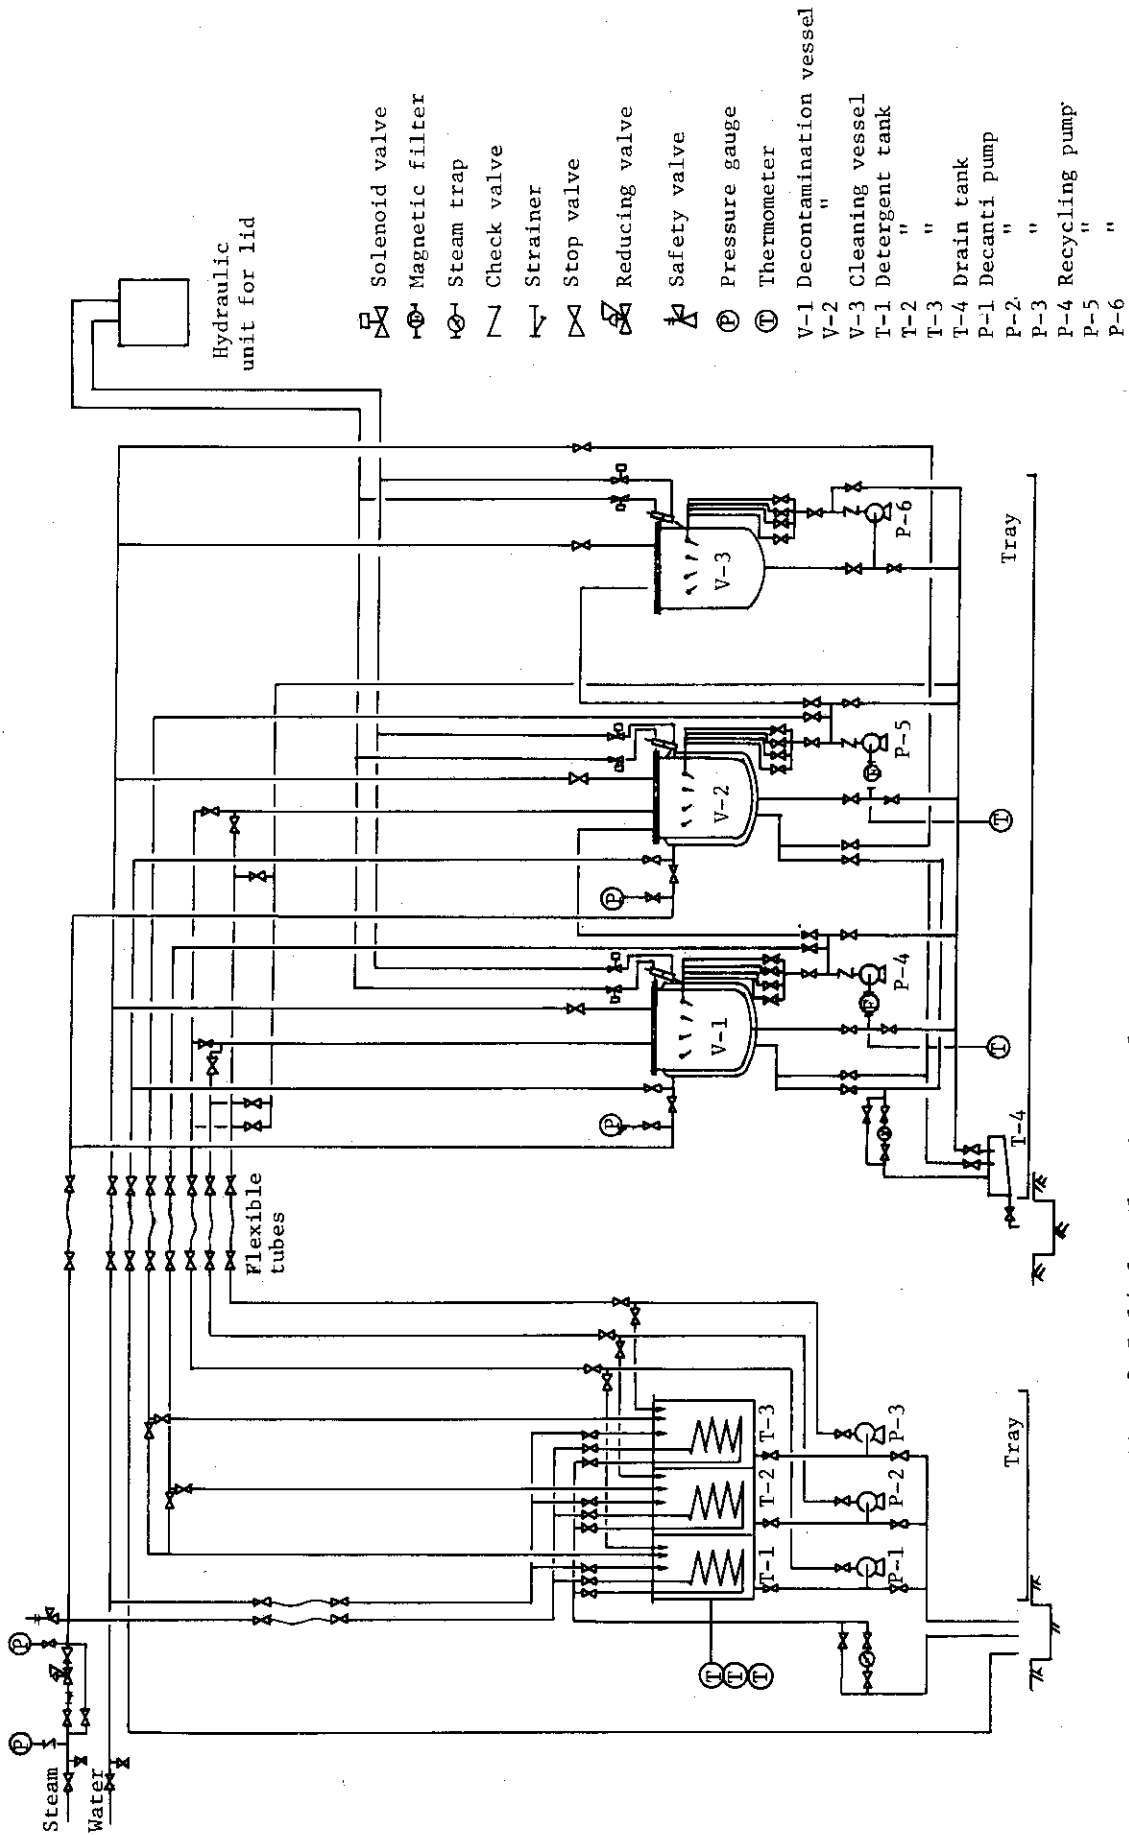 Steam
Water
P
P
Flexible
tubes
Hydraulic
unit for lid
P
P
V-1
V-2
V-3
F
P-4
F
P-5
P-6
T
T
T-4
Tray
T-1
T-2
T-3
P-1
P-2
P-3
T
T
T
Tray
Solenoid valve
F Magnetic filter
Steam trap
Check valve
Strainer
Stop valve
Reducing valve
Safety valve
P Pressure gauge
T Thermometer
V-1 Decontamination vessel
V-2 "
V-3 Cleaning vessel
T-1 Detergent tank
T-2 "
T-3 "
T-4 Drain tank
P-1 Decanti pump
P-2 "
P-3 "
P-4 Recycling pump
P-5 "
P-6 "